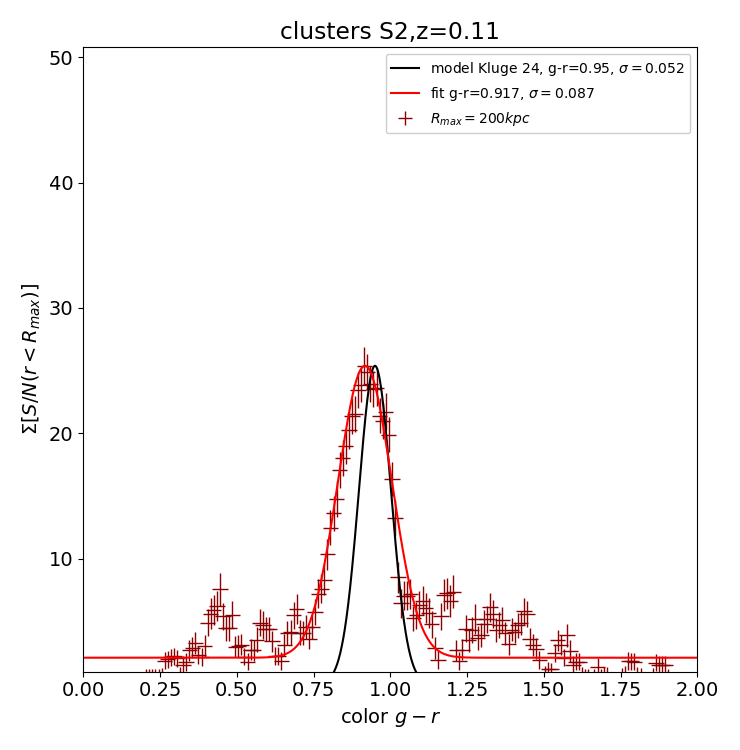 clusters S2,z=0.11
model Kluge 24, g-r=0.95, σ = 0.052
fit g-r=0.917, σ = 0.087
R_max = 200kpc
Σ[S/N(r < R_max)]
50
40
30
20
10
0.00 0.25 0.50 0.75 1.00 1.25 1.50 1.75 2.00
color g − r